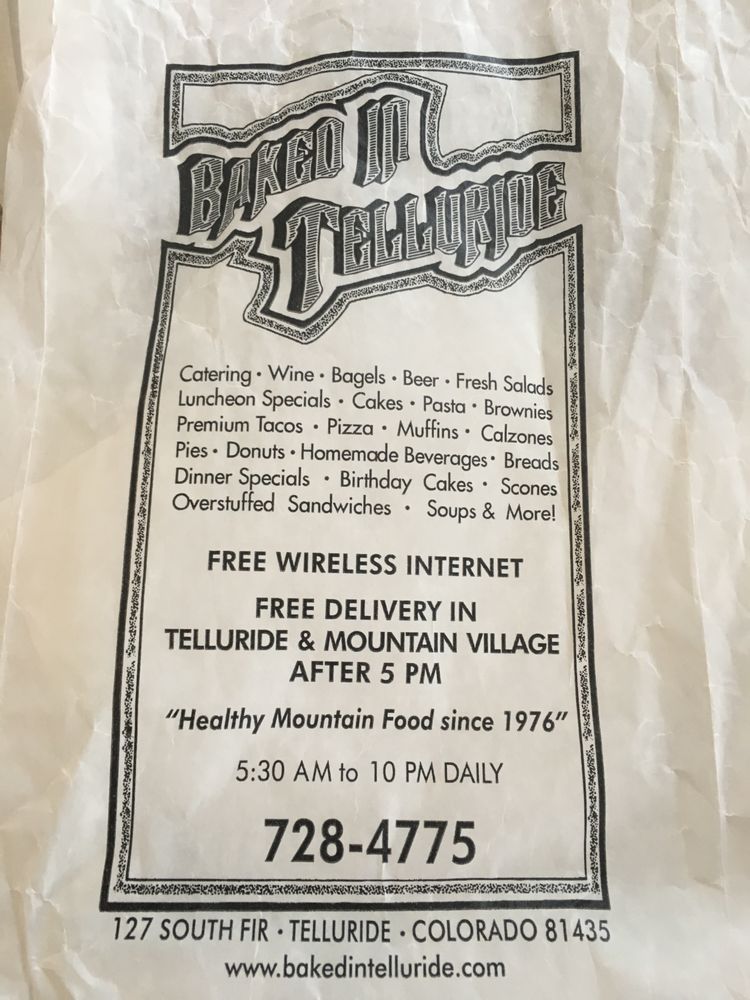 BAKED IN
TELLURIDE
Catering • Wine • Bagels • Beer • Fresh Salads
Luncheon Specials • Cakes • Pasta • Brownies
Premium Tacos • Pizza • Muffins • Calzones
Pies • Donuts • Homemade Beverages • Breads
Dinner Specials • Birthday Cakes • Scones
Overstuffed Sandwiches • Soups & More!
FREE WIRELESS INTERNET
FREE DELIVERY IN
TELLURIDE & MOUNTAIN VILLAGE
AFTER 5 PM
“Healthy Mountain Food since 1976”
5:30 AM to 10 PM DAILY
728-4775
127 SOUTH FIR • TELLURIDE • COLORADO 81435
www.bakedintelluride.com